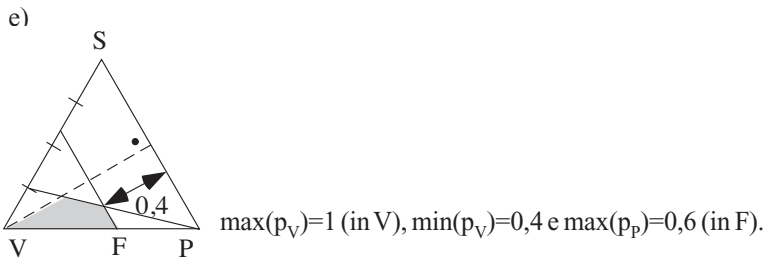 e)
S
0,4
V F P
max(p_V)=1 (in V), min(p_V)=0,4 e max(p_P)=0,6 (in F).